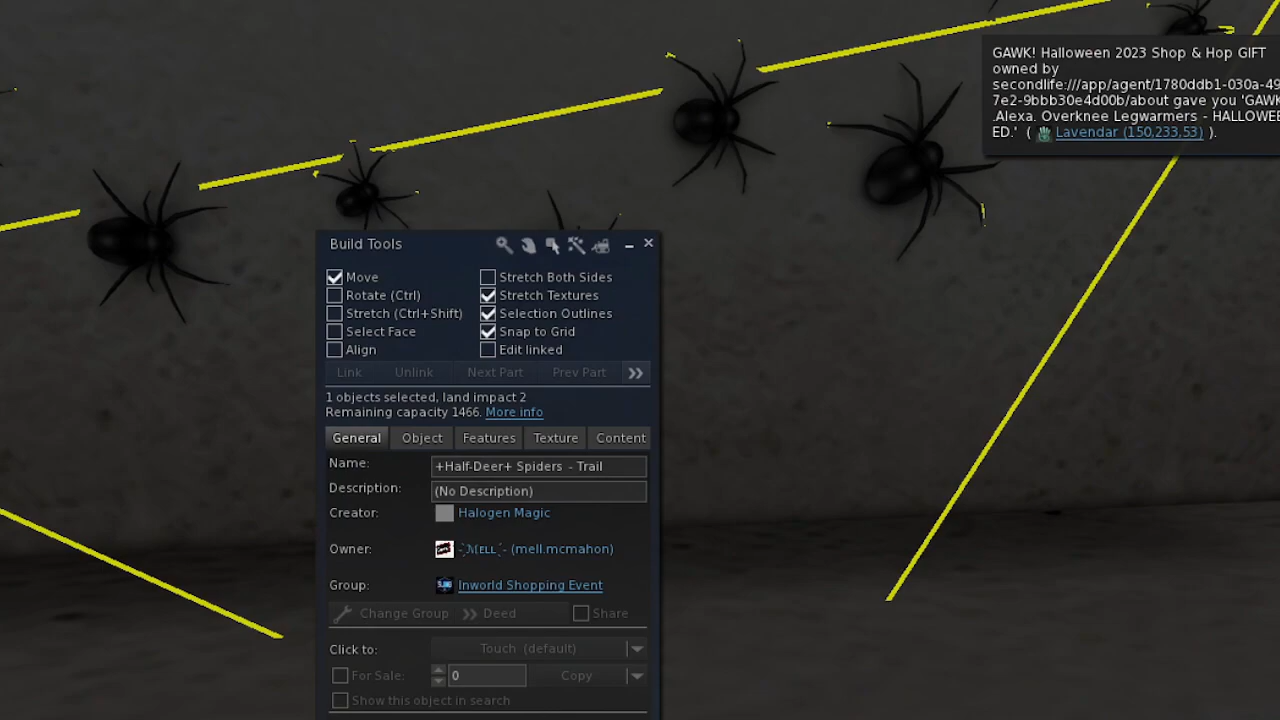 GAWK! Halloween 2023 Shop & Hop GIFT
owned by
secondlife:///app/agent/1780ddb1-030a-49
7e2-9bbb30e4d00b/about gave you 'GAWK
.Alexa. Overknee Legwarmers - HALLOWEE
ED.' ( Lavendar (150,233,53) ).
Build Tools
Move
Stretch Both Sides
Rotate (Ctrl)
Stretch Textures
Stretch (Ctrl+Shift)
Selection Outlines
Select Face
Snap to Grid
Align
Edit linked
Link Unlink Next Part Prev Part
1 objects selected, land impact 2
Remaining capacity 1466. More info
General Object Features Texture Content
Name: +Half-Deer+ Spiders - Trail
Description: (No Description)
Creator: Halogen Magic
Owner: (mell.mcmahon)
Group: Inworld Shopping Event
Change Group Deed Share
Click to: Touch (default)
For Sale: 0 Copy
Show this object in search